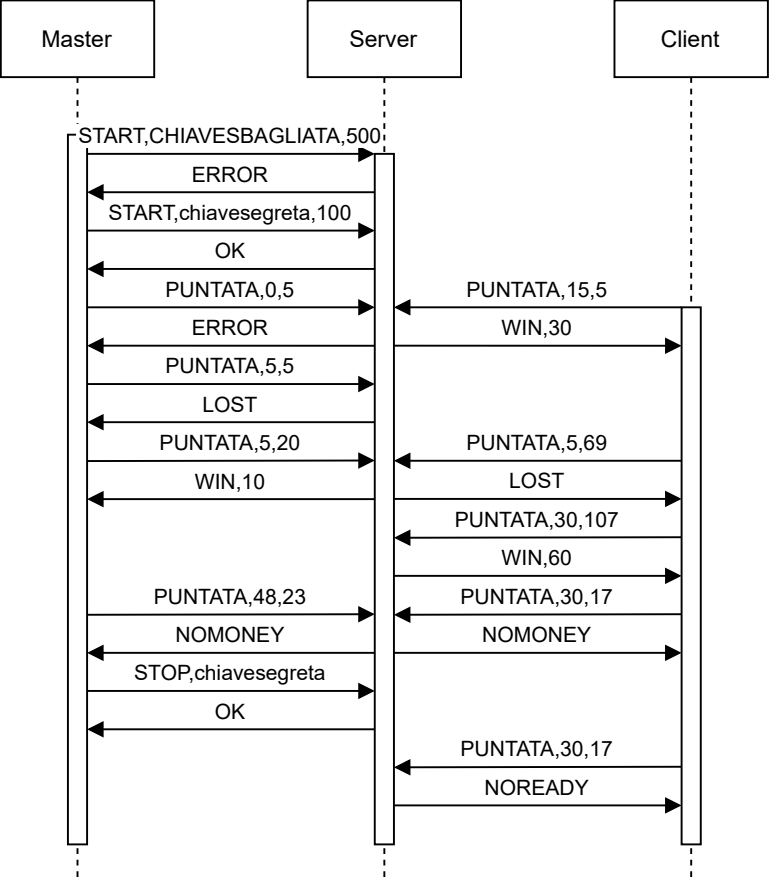 Master
Server
Client
START,CHIAVESBAGLIATA,500
ERROR
START,chiavesegreta,100
OK
PUNTATA,0,5
PUNTATA,15,5
ERROR
WIN,30
PUNTATA,5,5
LOST
PUNTATA,5,20
PUNTATA,5,69
WIN,10
LOST
PUNTATA,30,107
WIN,60
PUNTATA,48,23
PUNTATA,30,17
NOMONEY
NOMONEY
STOP,chiavesegreta
OK
PUNTATA,30,17
NOREADY